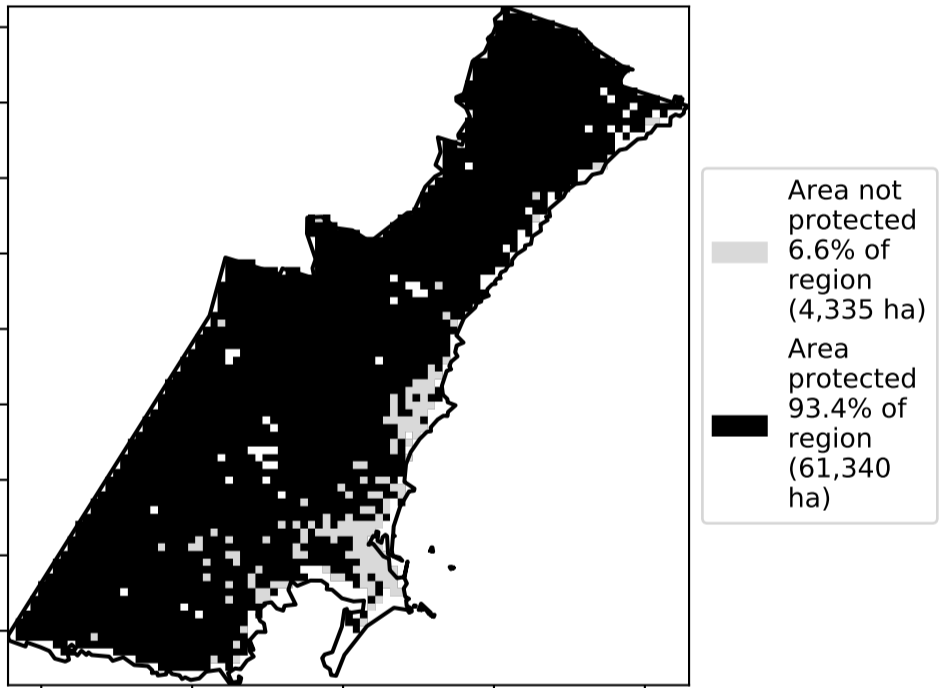 Area not
protected
6.6% of
region
(4,335 ha)
Area
protected
93.4% of
region
(61,340
ha)